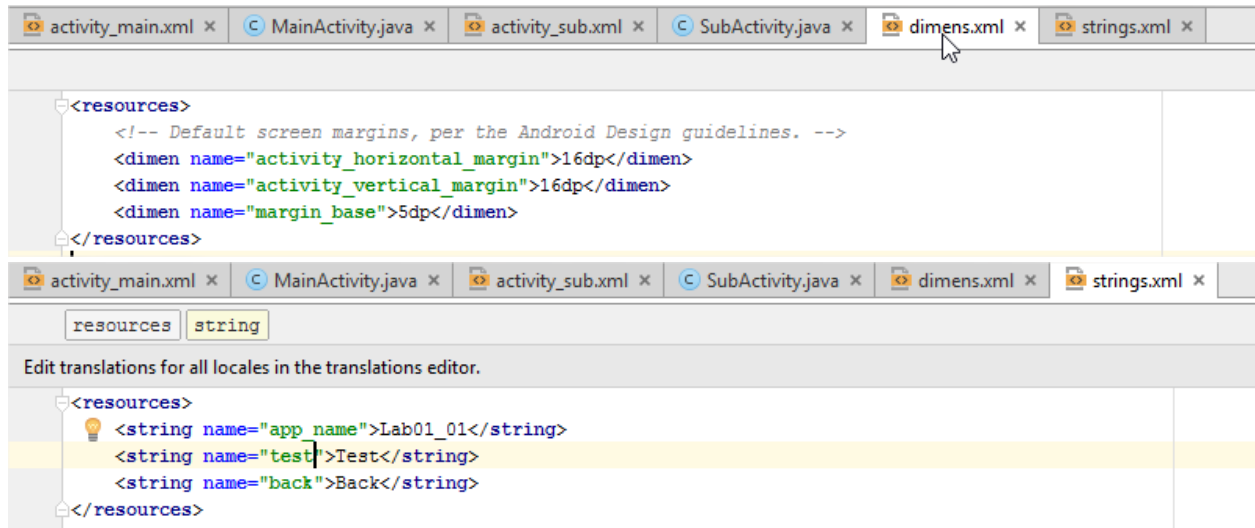 activity_main.xml × MainActivity.java × activity_sub.xml × SubActivity.java × dimens.xml × strings.xml ×
<resources>
<!-- Default screen margins, per the Android Design guidelines. -->
<dimen name="activity_horizontal_margin">16dp</dimen>
<dimen name="activity_vertical_margin">16dp</dimen>
<dimen name="margin_base">5dp</dimen>
</resources>
activity_main.xml × MainActivity.java × activity_sub.xml × SubActivity.java × dimens.xml × strings.xml ×
resources string
Edit translations for all locales in the translations editor.
<resources>
<string name="app_name">Lab01_01</string>
<string name="test">Test</string>
<string name="back">Back</string>
</resources>